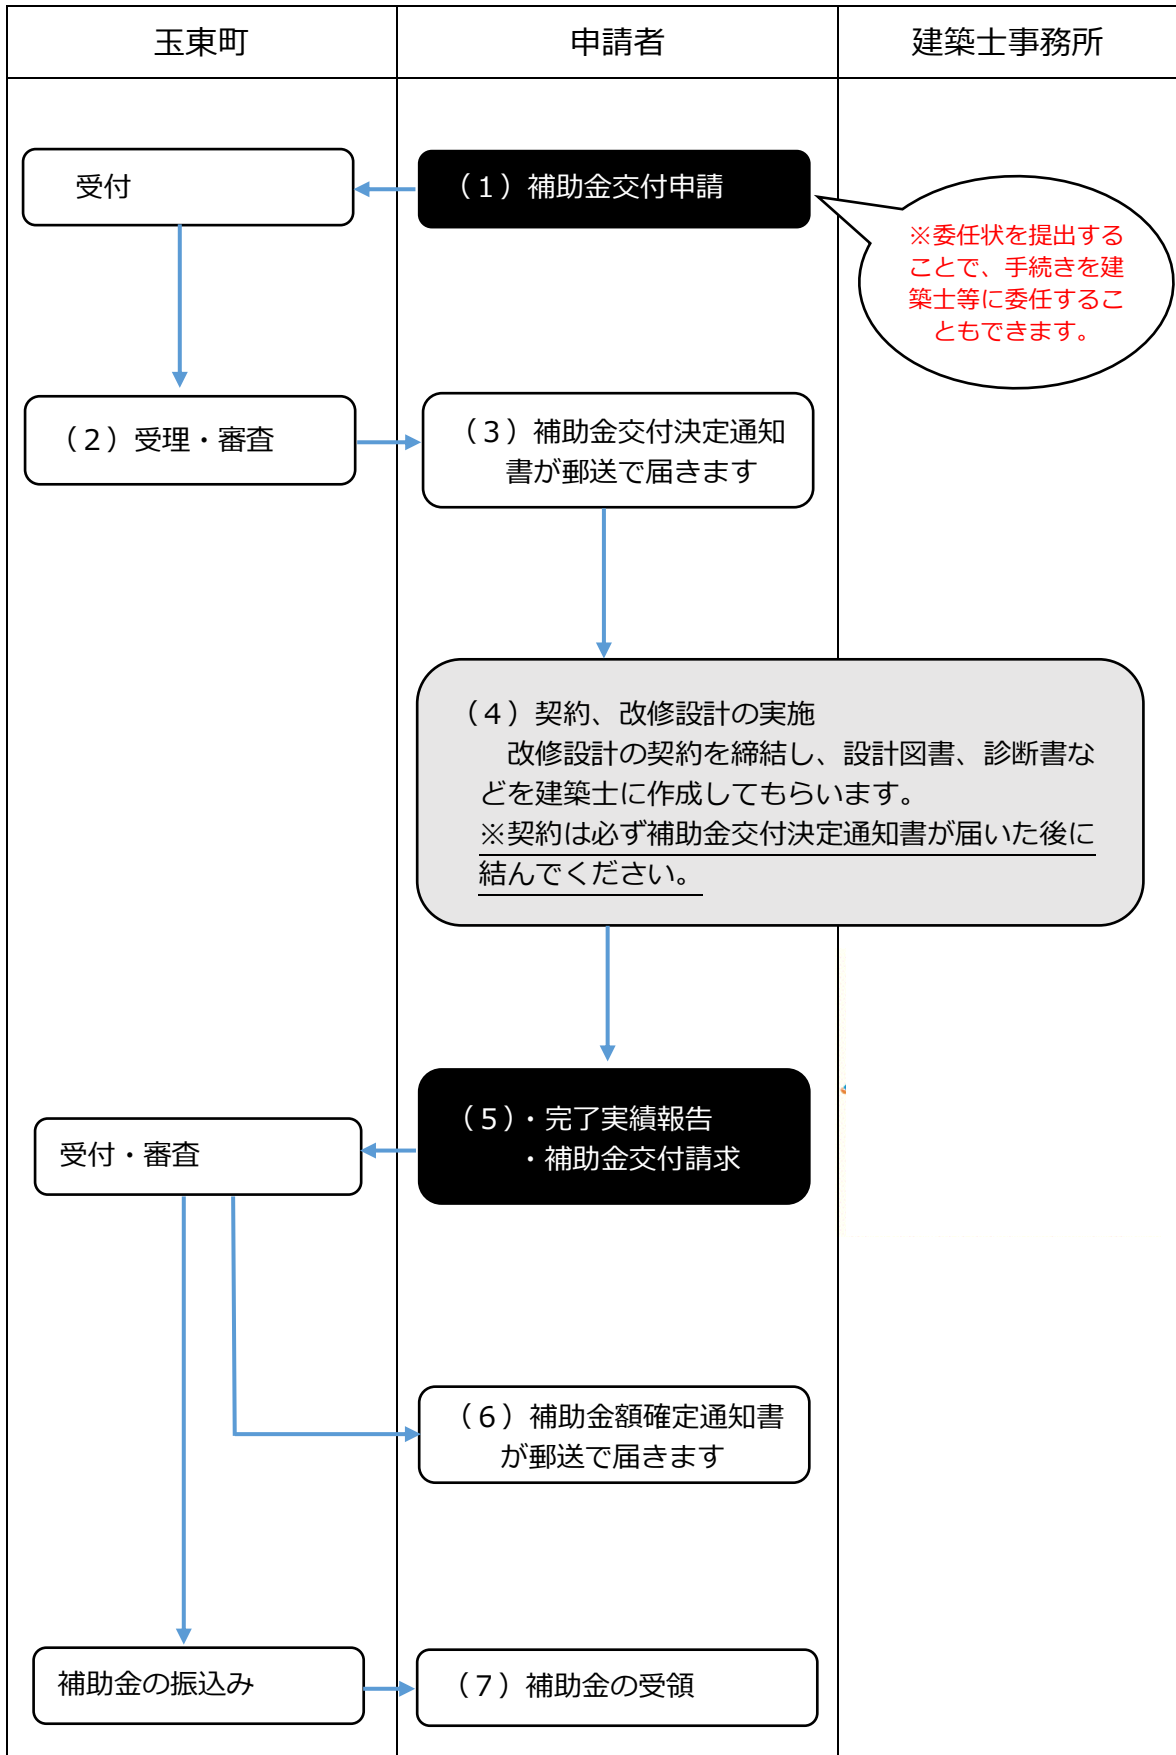 玉東町
申請者
建築士事務所
受付
（１）補助金交付申請
※委任状を提出する
ことで、手続きを建
築士等に委任するこ
ともできます。
（２）受理・審査
（３）補助金交付決定通知
書が郵送で届きます
（４）契約、改修設計の実施
改修設計の契約を締結し、設計図書、診断書な
どを建築士に作成してもらいます。
※契約は必ず補助金交付決定通知書が届いた後に
結んでください。
（５）・完了実績報告
・補助金交付請求
受付・審査
（６）補助金額確定通知書
が郵送で届きます
補助金の振込み
（７）補助金の受領